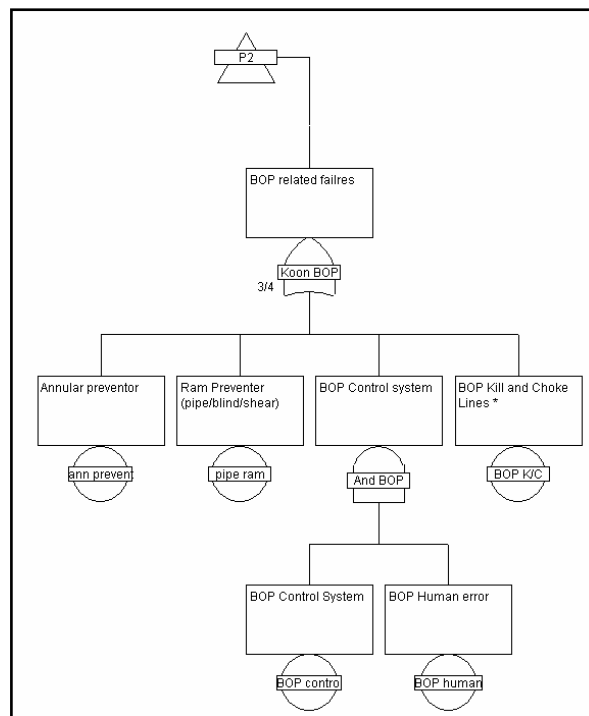 P2
BOP related failres
Koon BOP
3/4
Annular preventor
Ram Preventer
(pipe/blind/shear)
BOP Control system
BOP Kill and Choke
Lines *
ann prevent
pipe ram
And BOP
BOP K/C
BOP Control System
BOP Human error
BOP contro
BOP human